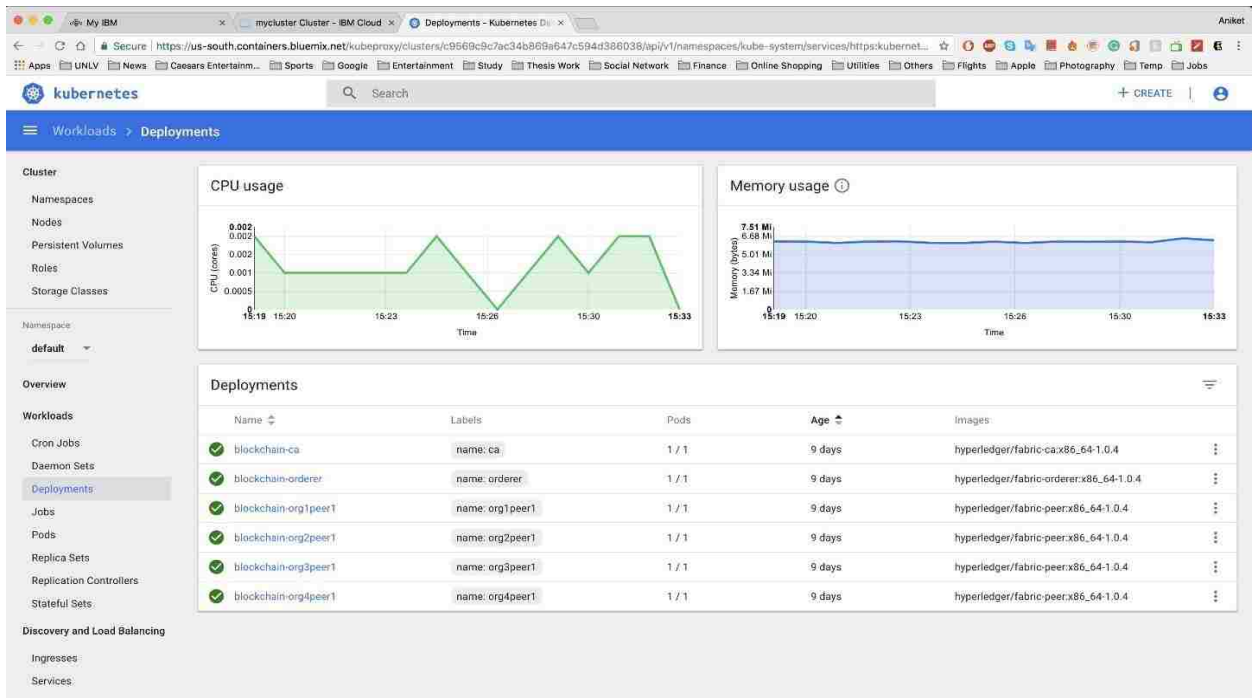 My IBM
mycluster Cluster - IBM Cloud
Deployments - Kubernetes Da
Aniket
Secure https://us-south.containers.bluemix.net/kubeproxy/clusters/c9569c9c7ac34b869a647c594d386038/api/v1/namespaces/kube-system/services/https:kubernet...
Apps UNLV News Caesars Entertainm... Sports Google Entertainment Study Thesis Work Social Network Finance Online Shopping Utilities Others Flights Apple Photography Temp Jobs
kubernetes
Search
+ CREATE
Workloads > Deployments
Cluster
Namespaces
Nodes
Persistent Volumes
Roles
Storage Classes
Namespace
default
Overview
Workloads
Cron Jobs
Daemon Sets
Deployments
Jobs
Pods
Replica Sets
Replication Controllers
Stateful Sets
Discovery and Load Balancing
Ingresses
Services
CPU usage
CPU (cores)
0.002
0.002
0.002
0.001
0.0005
0
15:19 15:20 15:23 15:26 15:30 15:33
Time
Memory usage
Memory (bytes)
7.51 Mi
6.68 Mi
5.01 Mi
3.34 Mi
1.67 Mi
0
15:19 15:20 15:23 15:26 15:30 15:33
Time
Deployments
Name Labels Pods Age Images
blockchain-ca name: ca 1 / 1 9 days hyperledger/fabric-ca:x86_64-1.0.4
blockchain-orderer name: orderer 1 / 1 9 days hyperledger/fabric-orderer:x86_64-1.0.4
blockchain-org1peer1 name: org1peer1 1 / 1 9 days hyperledger/fabric-peer:x86_64-1.0.4
blockchain-org2peer1 name: org2peer1 1 / 1 9 days hyperledger/fabric-peer:x86_64-1.0.4
blockchain-org3peer1 name: org3peer1 1 / 1 9 days hyperledger/fabric-peer:x86_64-1.0.4
blockchain-org4peer1 name: org4peer1 1 / 1 9 days hyperledger/fabric-peer:x86_64-1.0.4